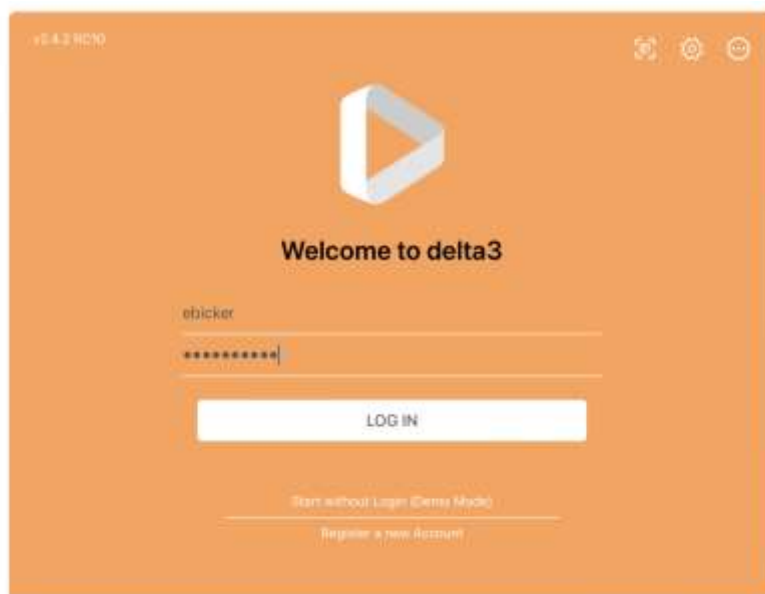 v2.4.2 RC10
Welcome to delta3
ebicker
••••••••••
LOG IN
Start without Login (Demo Mode)
Register a new Account